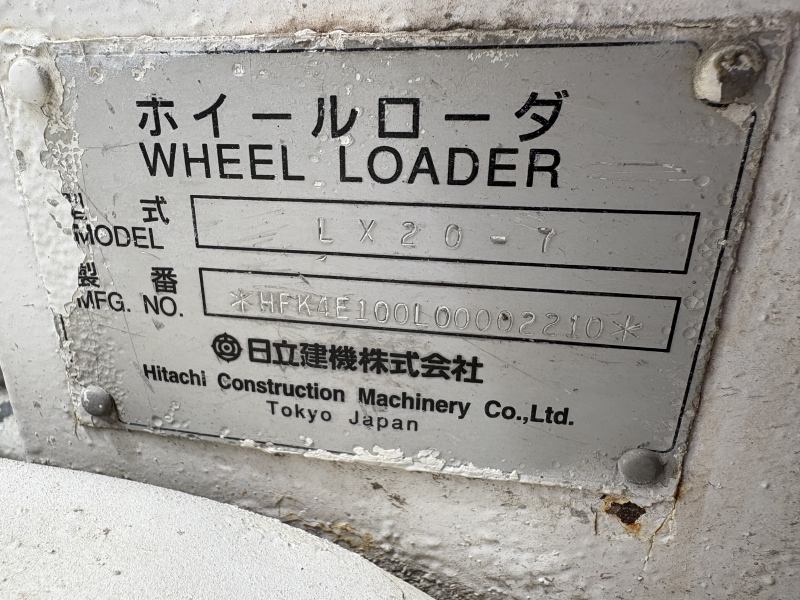 ホイールローダ
WHEEL LOADER
型 式
MODEL
LX20-7
製 番
MFG. NO.
*HFK4E100L00002210*
日立建機株式会社
Hitachi Construction Machinery Co.,Ltd.
Tokyo Japan